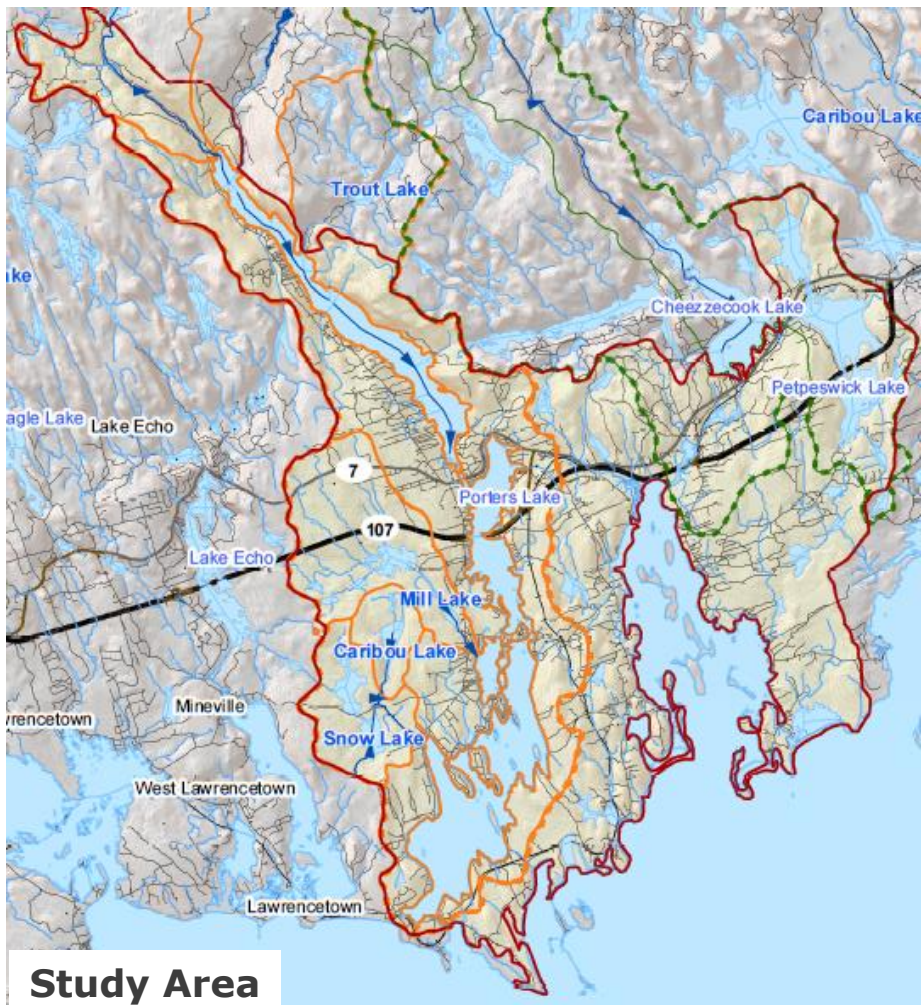 Caribou Lake
Trout Lake
ke
Cheezzecook Lake
Petpeswick Lake
agle Lake
Lake Echo
7
Porters Lake
107
Lake Echo
Mill Lake
Caribou Lake
Mineville
wrencetown
Snow Lake
West Lawrencetown
Lawrencetown
Study Area